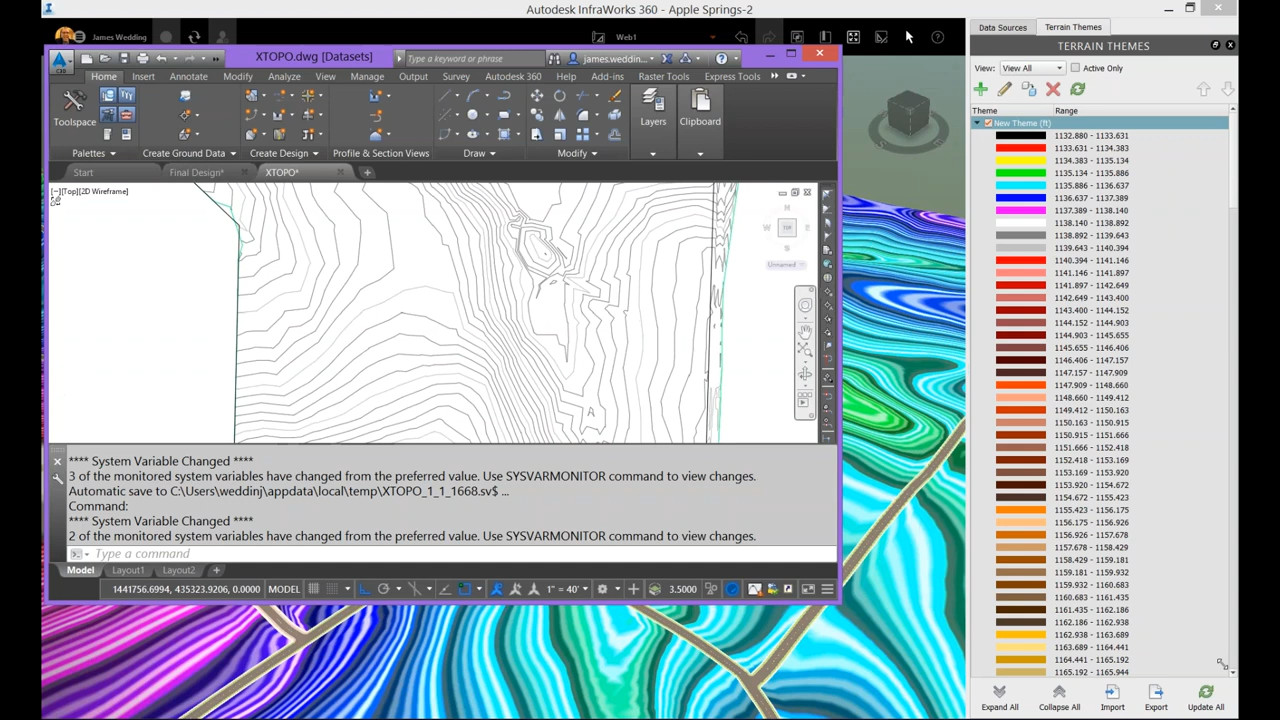 Autodesk InfraWorks 360 - Apple Springs-2
James Wedding
Web1
XTOPO.dwg [Datasets]
Type a keyword or phrase
james.weddin...
C3D
Home Insert Annotate Modify Analyze View Manage Output Survey Autodesk 360 Help Add-ins Raster Tools Express Tools
Toolspace
Layers
Clipboard
Palettes Create Ground Data Create Design Profile & Section Views Draw Modify
Start Final Design* XTOPO*
[−][Top][2D Wireframe]
W
TOP
S
Unnamed
A
**** System Variable Changed ****
3 of the monitored system variables have changed from the preferred value. Use SYSVARMONITOR command to view changes.
Automatic save to C:\Users\weddinj\appdata\local\temp\XTOPO_1_1_1668.sv$ ...
Command:
**** System Variable Changed ****
2 of the monitored system variables have changed from the preferred value. Use SYSVARMONITOR command to view changes.
Type a command
Model Layout1 Layout2
1441756.6994, 435323.9206, 0.0000 MODEL 1" = 40' 3.5000
Data Sources Terrain Themes
TERRAIN THEMES
View: View All Active Only
Theme Range
New Theme (ft)
1132.880 - 1133.631
1133.631 - 1134.383
1134.383 - 1135.134
1135.134 - 1135.886
1135.886 - 1136.637
1136.637 - 1137.389
1137.389 - 1138.140
1138.140 - 1138.892
1138.892 - 1139.643
1139.643 - 1140.394
1140.394 - 1141.146
1141.146 - 1141.897
1141.897 - 1142.649
1142.649 - 1143.400
1143.400 - 1144.152
1144.152 - 1144.903
1144.903 - 1145.655
1145.655 - 1146.406
1146.406 - 1147.157
1147.157 - 1147.909
1147.909 - 1148.660
1148.660 - 1149.412
1149.412 - 1150.163
1150.163 - 1150.915
1150.915 - 1151.666
1151.666 - 1152.418
1152.418 - 1153.169
1153.169 - 1153.920
1153.920 - 1154.672
1154.672 - 1155.423
1155.423 - 1156.175
1156.175 - 1156.926
1156.926 - 1157.678
1157.678 - 1158.429
1158.429 - 1159.181
1159.181 - 1159.932
1159.932 - 1160.683
1160.683 - 1161.435
1161.435 - 1162.186
1162.186 - 1162.938
1162.938 - 1163.689
1163.689 - 1164.441
1164.441 - 1165.192
1165.192 - 1165.944
Expand All Collapse All Import Export Update All